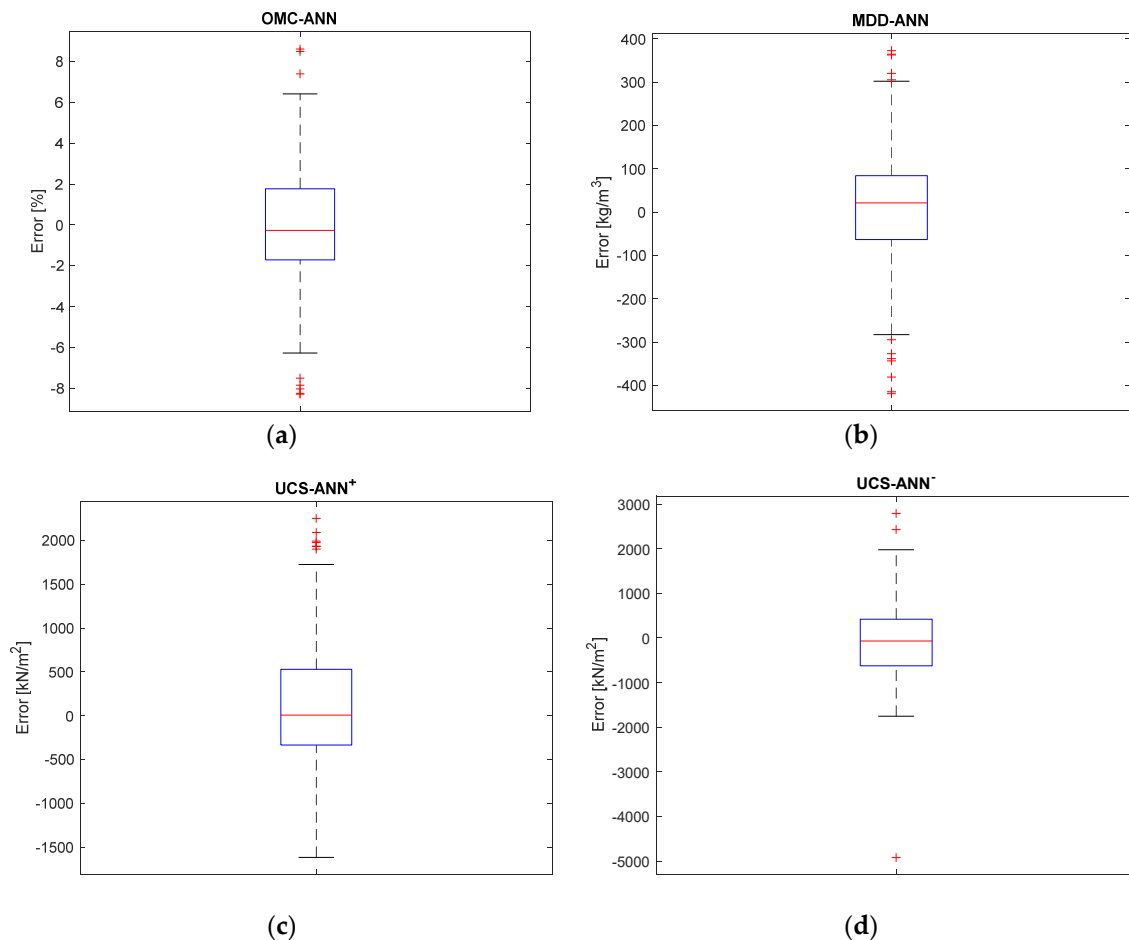 OMC-ANN
8
6
4
2
0
-2
-4
-6
-8
Error [%]
(a)
MDD-ANN
400
300
200
100
0
-100
-200
-300
-400
Error [kg/m³]
(b)
UCS-ANN⁺
2000
1500
1000
500
0
-500
-1000
-1500
Error [kN/m²]
(c)
UCS-ANN⁻
3000
2000
1000
0
-1000
-2000
-3000
-4000
-5000
Error [kN/m²]
(d)